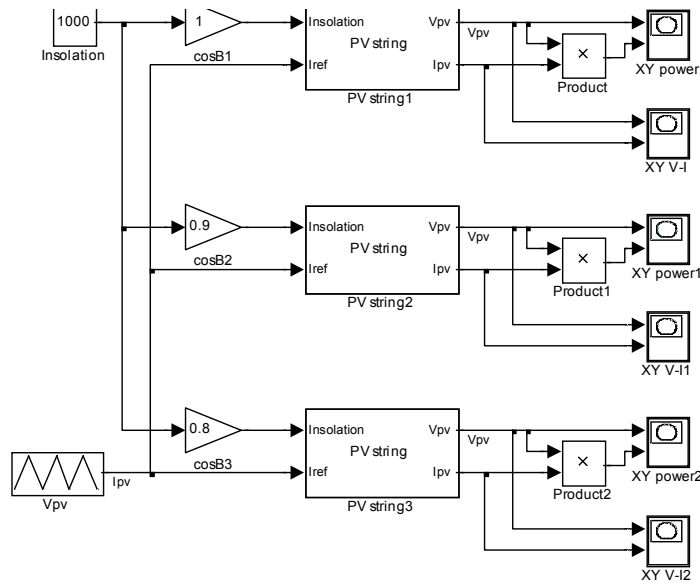 1000
Insolation
1
cosB1
Insolation
Iref
PV string
Vpv
Ipv
PV string1
Vpv
×
Product
XY power
XY V-I
0.9
cosB2
Insolation
Iref
PV string
Vpv
Ipv
PV string2
Vpv
×
Product1
XY power1
XY V-I1
0.8
cosB3
Insolation
Iref
PV string
Vpv
Ipv
PV string3
Vpv
×
Product2
XY power2
XY V-I2
Ipv
Vpv